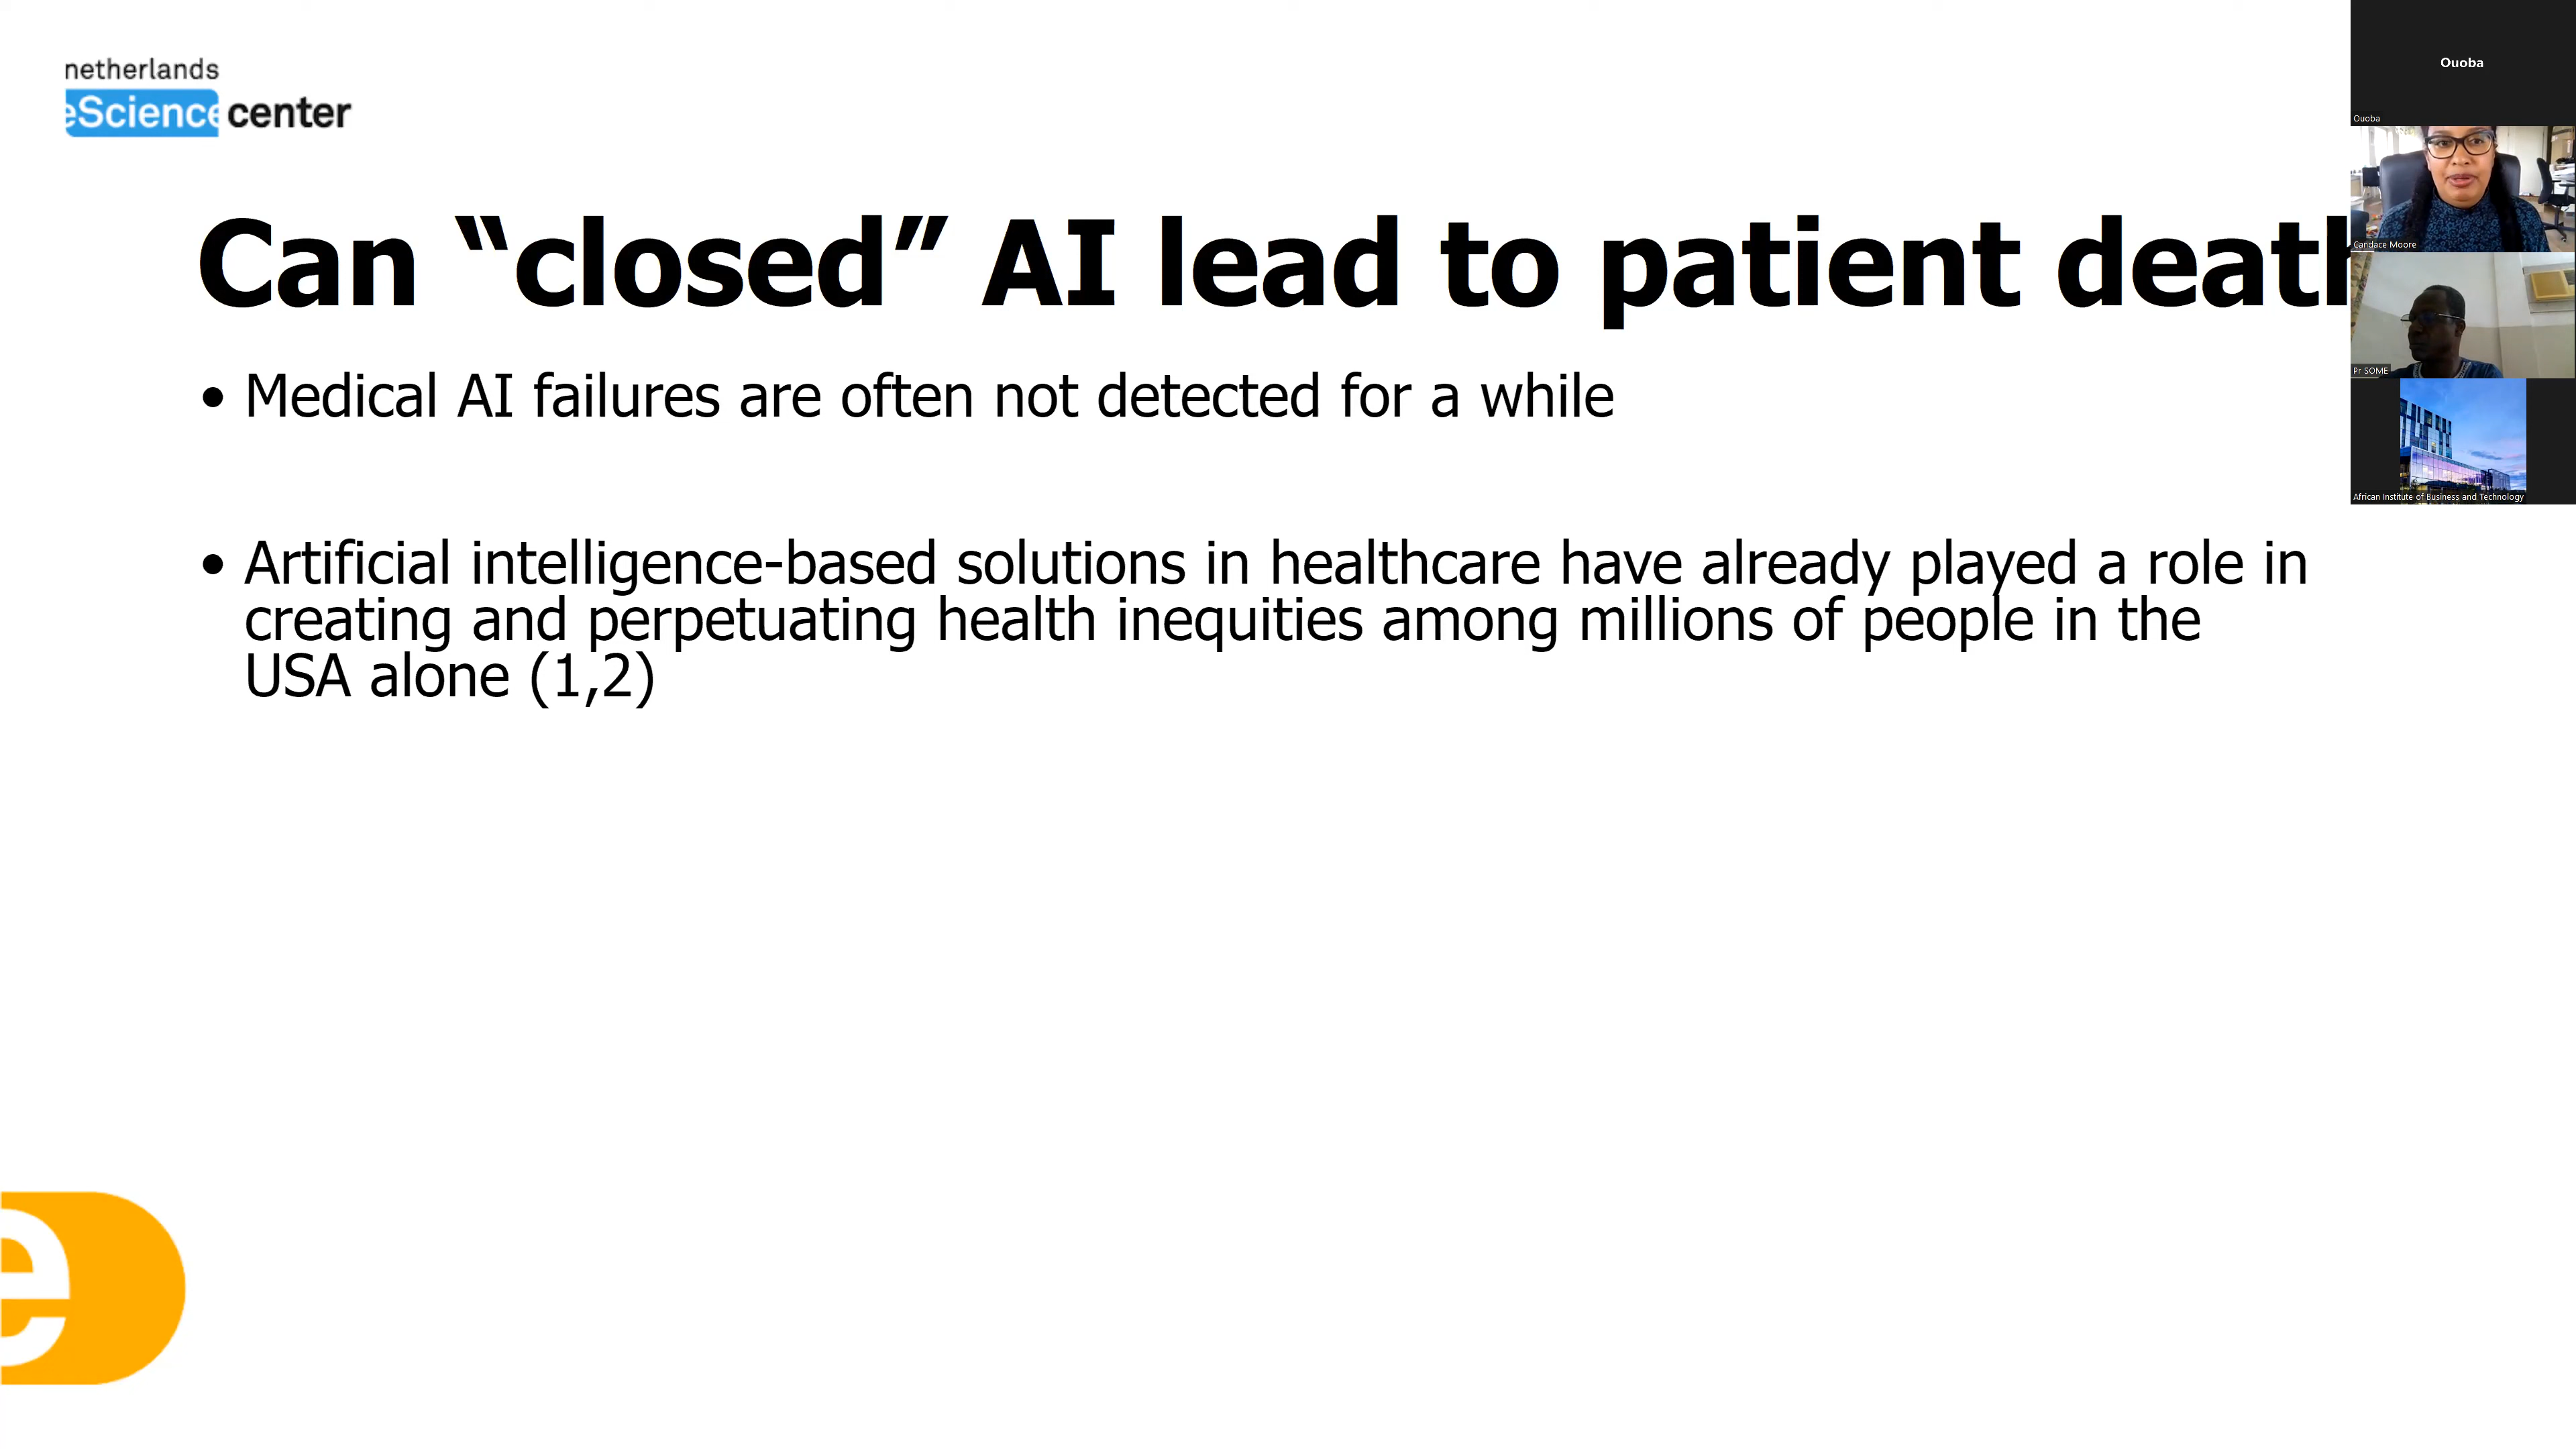 netherlands
eScience center
Can “closed” AI lead to patient death
• Medical AI failures are often not detected for a while
• Artificial intelligence-based solutions in healthcare have already played a role in
creating and perpetuating health inequities among millions of people in the
USA alone (1,2)
e
Ouoba
Ouoba
Candace Moore
Pr SOME
African Institute of Business and Technology